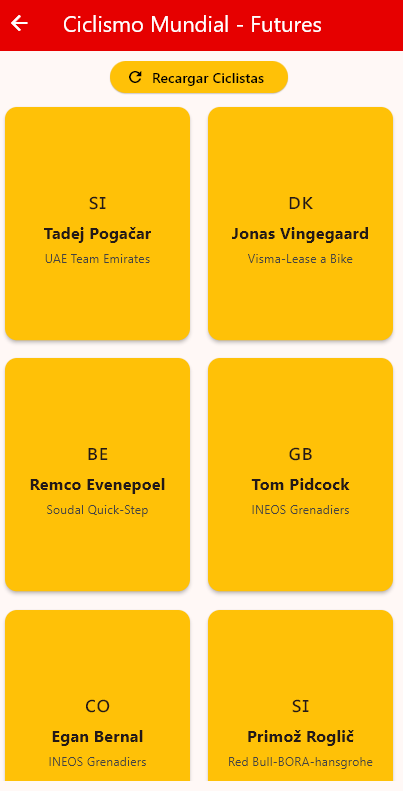 Ciclismo Mundial - Futures
Recargar Ciclistas
SI
Tadej Pogačar
UAE Team Emirates
DK
Jonas Vingegaard
Visma-Lease a Bike
BE
Remco Evenepoel
Soudal Quick-Step
GB
Tom Pidcock
INEOS Grenadiers
CO
Egan Bernal
INEOS Grenadiers
SI
Primož Roglič
Red Bull-BORA-hansgrohe